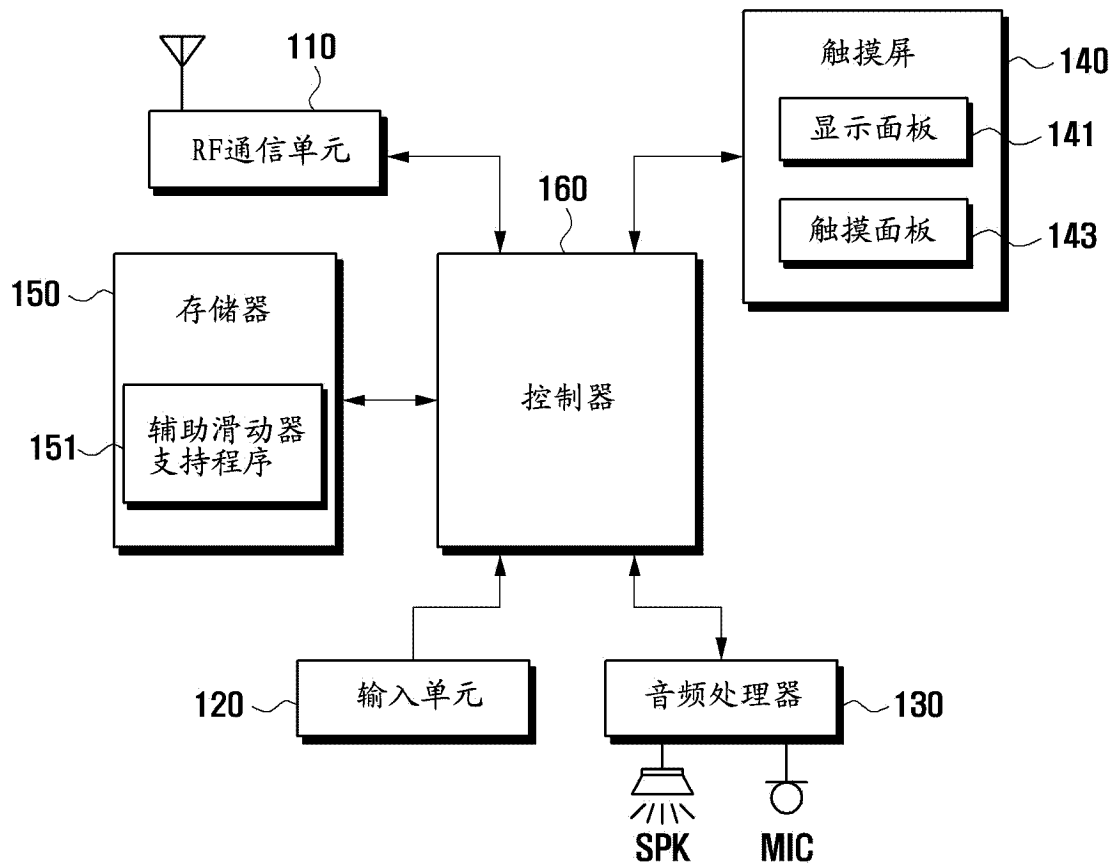 110
RF通信单元
触摸屏
140
显示面板
141
触摸面板
143
160
控制器
150
存储器
151
辅助滑动器
支持程序
120
输入单元
音频处理器
130
SPK
MIC